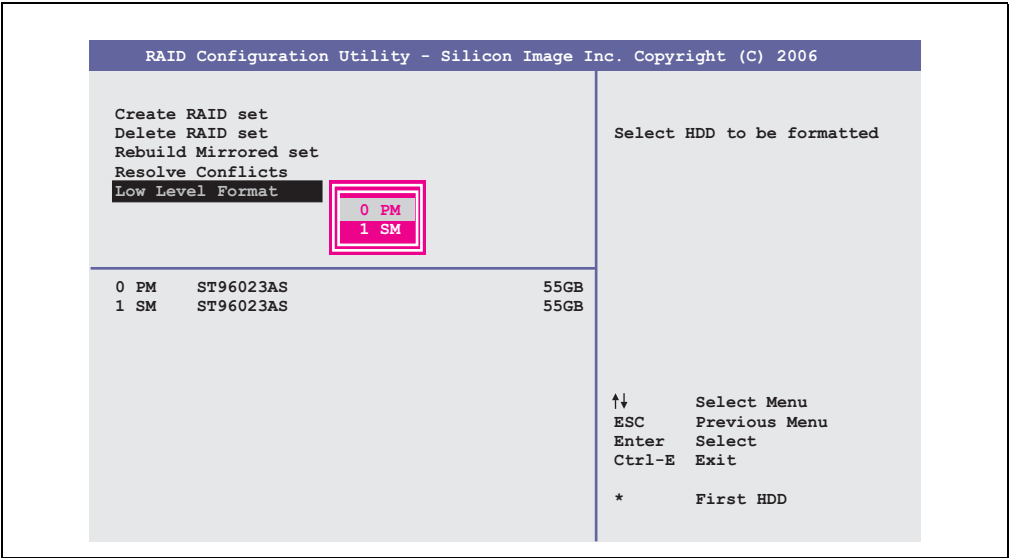 RAID Configuration Utility - Silicon Image Inc. Copyright (C) 2006
Create RAID set
Delete RAID set
Rebuild Mirrored set
Resolve Conflicts
Low Level Format
0 PM
1 SM
0 PM ST96023AS 55GB
1 SM ST96023AS 55GB
Select HDD to be formatted
↑↓ Select Menu
ESC Previous Menu
Enter Select
Ctrl-E Exit
* First HDD